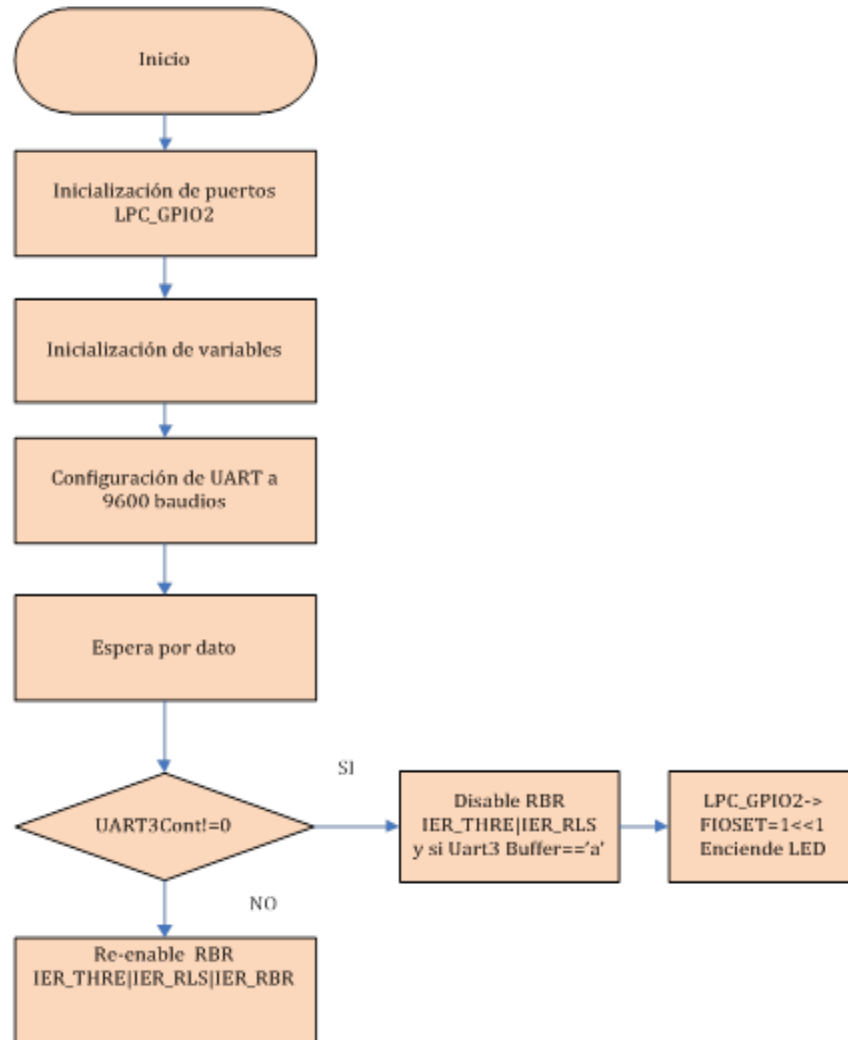 Inicio
Inicialización de puertos
LPC_GPIO2
Inicialización de variables
Configuración de UART a
9600 baudios
Espera por dato
UART3Cont!=0
SI
Disable RBR
IER_THRE|IER_RLS
y si Uart3 Buffer=='a'
LPC_GPIO2->
FIOSET=1<<1
Enciende LED
NO
Re-enable RBR
IER_THRE|IER_RLS|IER_RBR